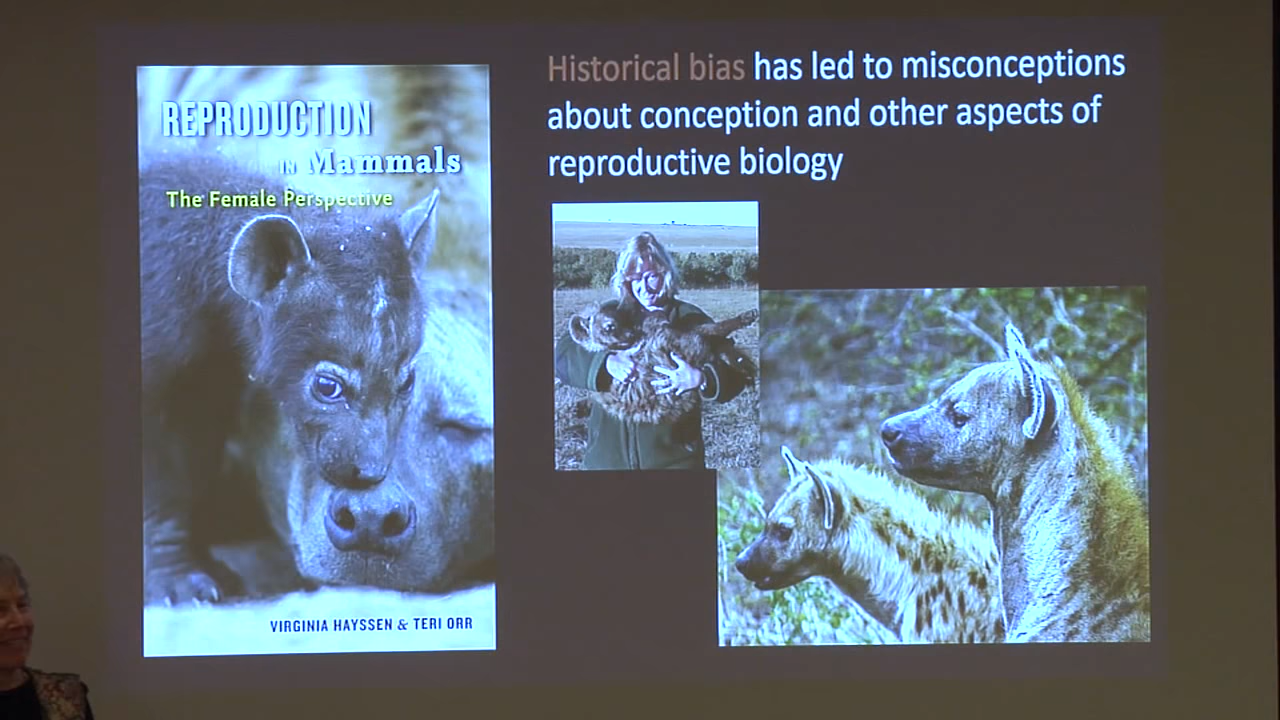 REPRODUCTION
IN Mammals
The Female Perspective
VIRGINIA HAYSSEN & TERI ORR
Historical bias has led to misconceptions
about conception and other aspects of
reproductive biology